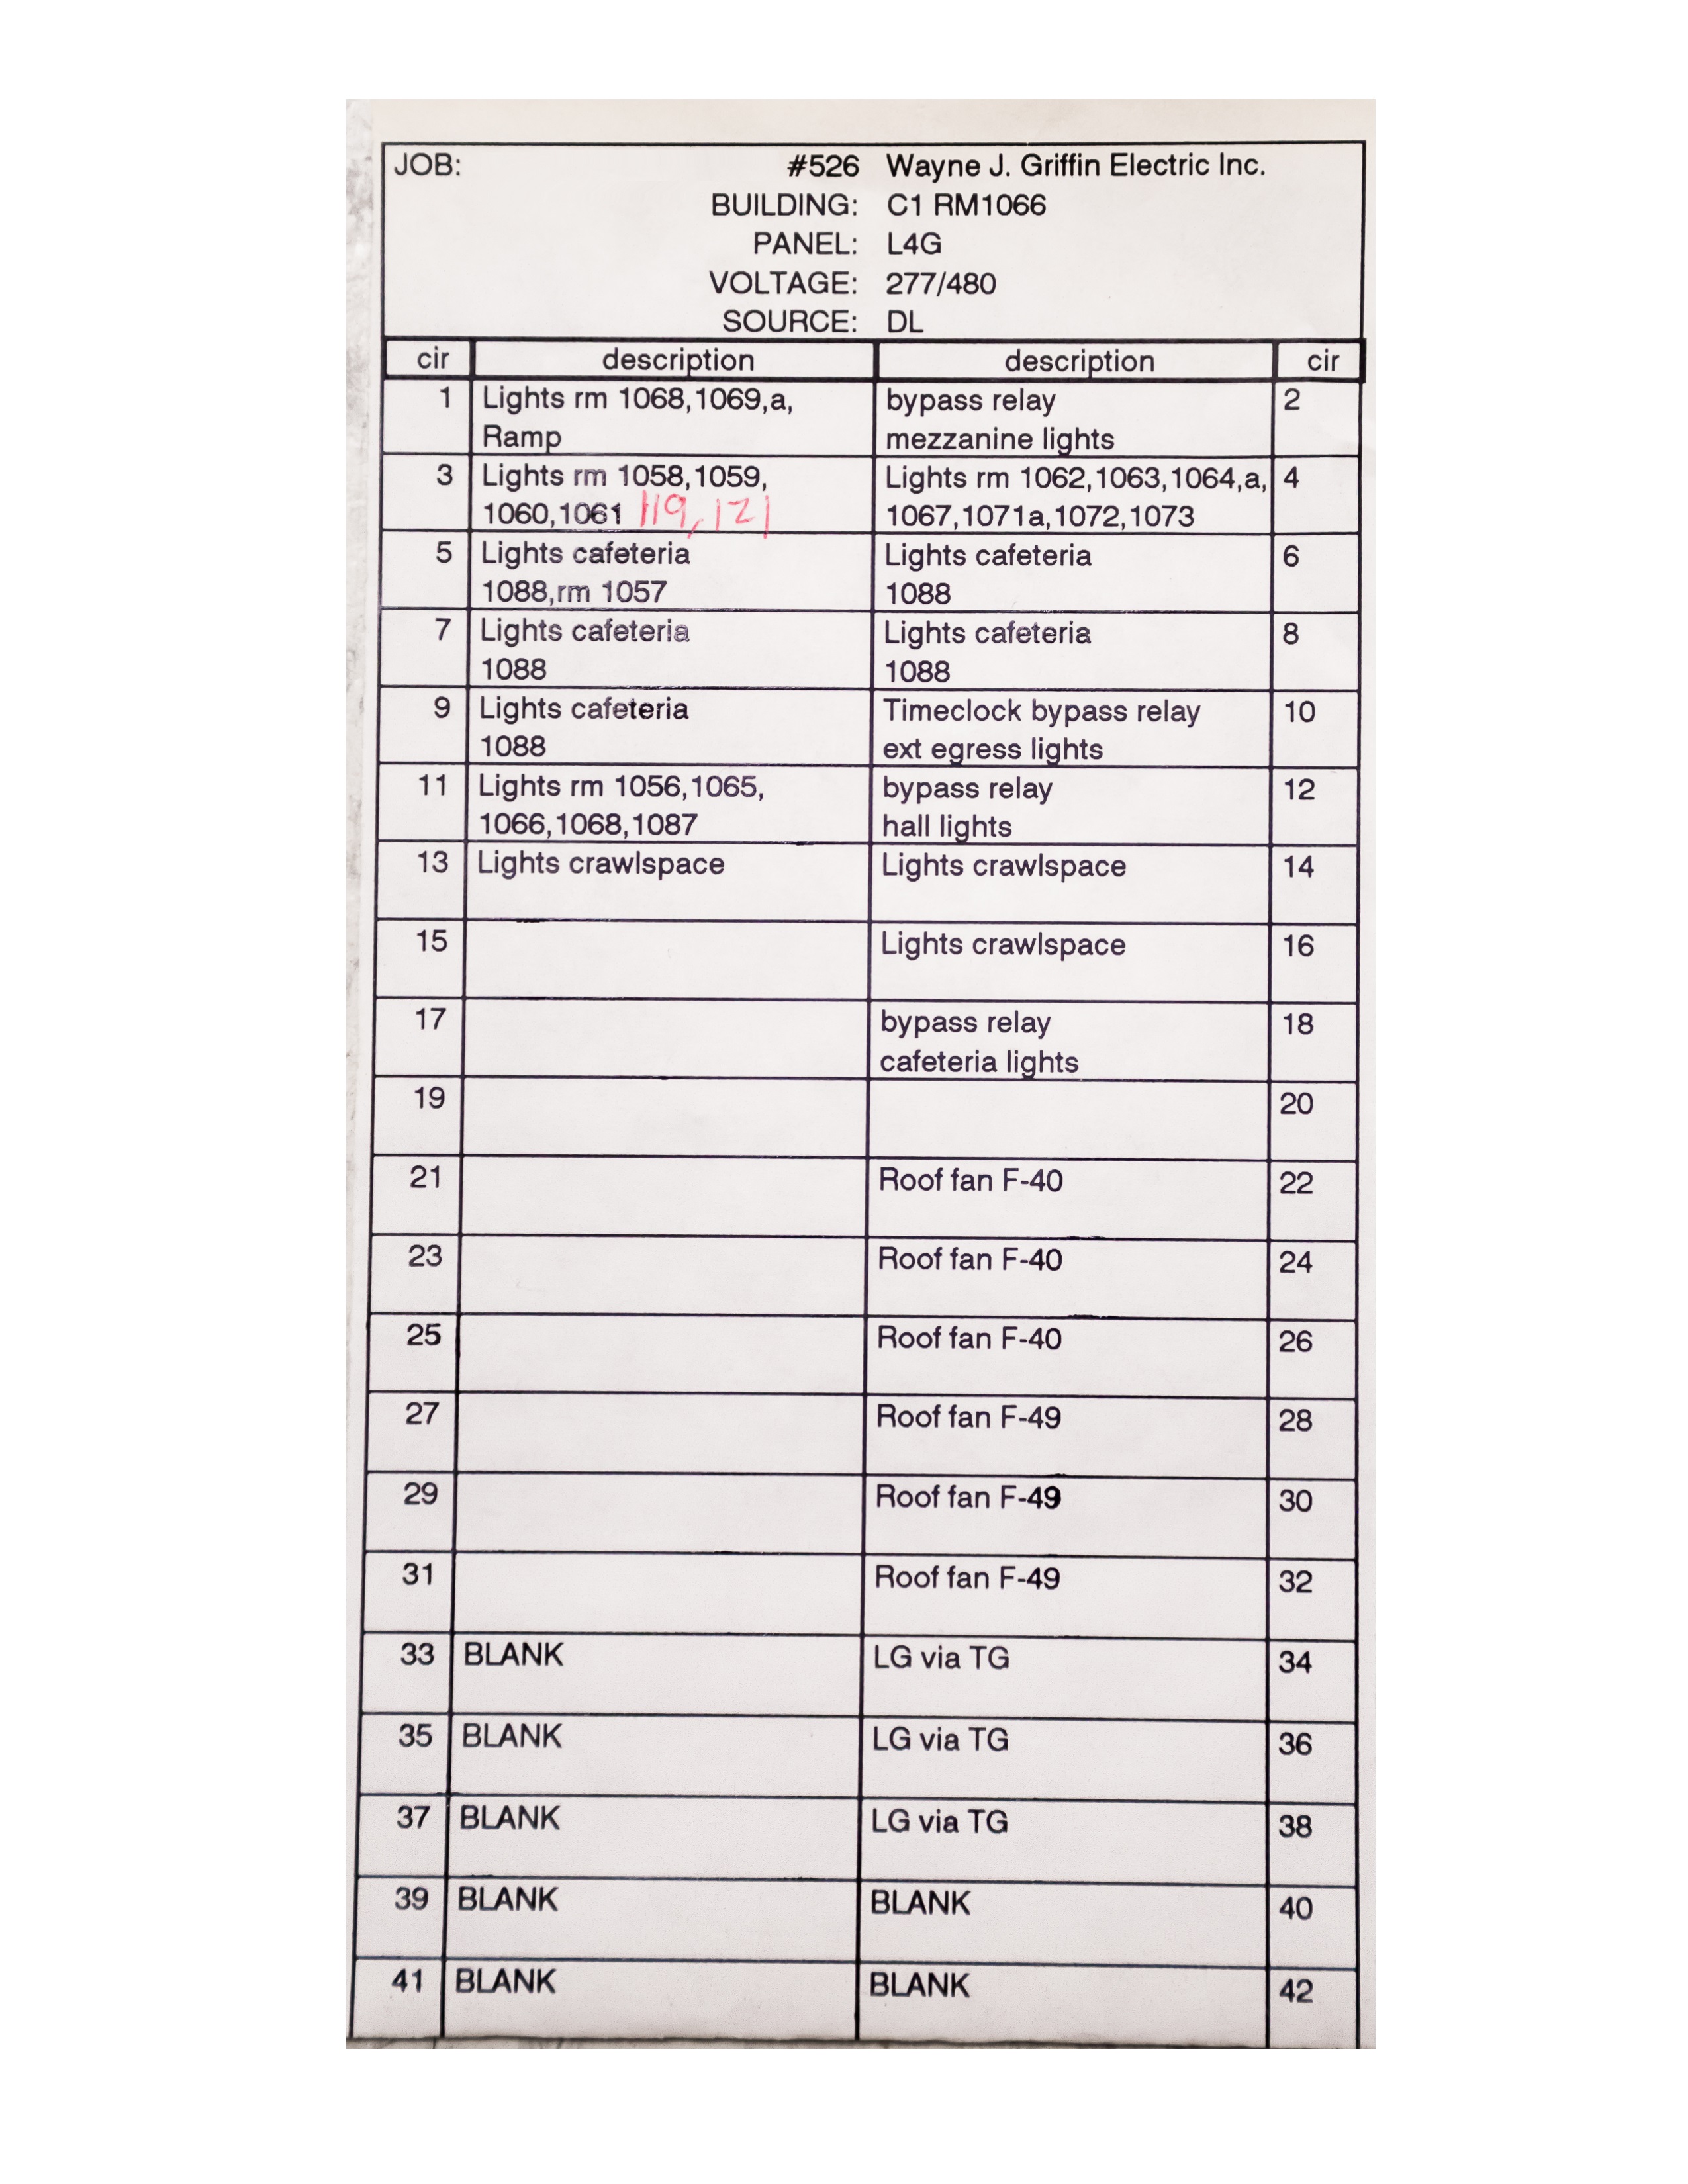 JOB: #526 Wayne J. Griffin Electric Inc.
BUILDING: C1 RM1066
PANEL: L4G
VOLTAGE: 277/480
SOURCE: DL
cir description description cir
1 Lights rm 1068,1069,a, bypass relay 2
Ramp mezzanine lights
3 Lights rm 1058,1059, Lights rm 1062,1063,1064,a, 4
1060,1061 119,121 1067,1071a,1072,1073
5 Lights cafeteria Lights cafeteria 6
1088,rm 1057 1088
7 Lights cafeteria Lights cafeteria 8
1088 1088
9 Lights cafeteria Timeclock bypass relay 10
1088 ext egress lights
11 Lights rm 1056,1065, bypass relay 12
1066,1068,1087 hall lights
13 Lights crawlspace Lights crawlspace 14
15 Lights crawlspace 16
17 bypass relay 18
cafeteria lights
19 20
21 Roof fan F-40 22
23 Roof fan F-40 24
25 Roof fan F-40 26
27 Roof fan F-49 28
29 Roof fan F-49 30
31 Roof fan F-49 32
33 BLANK LG via TG 34
35 BLANK LG via TG 36
37 BLANK LG via TG 38
39 BLANK BLANK 40
41 BLANK BLANK 42